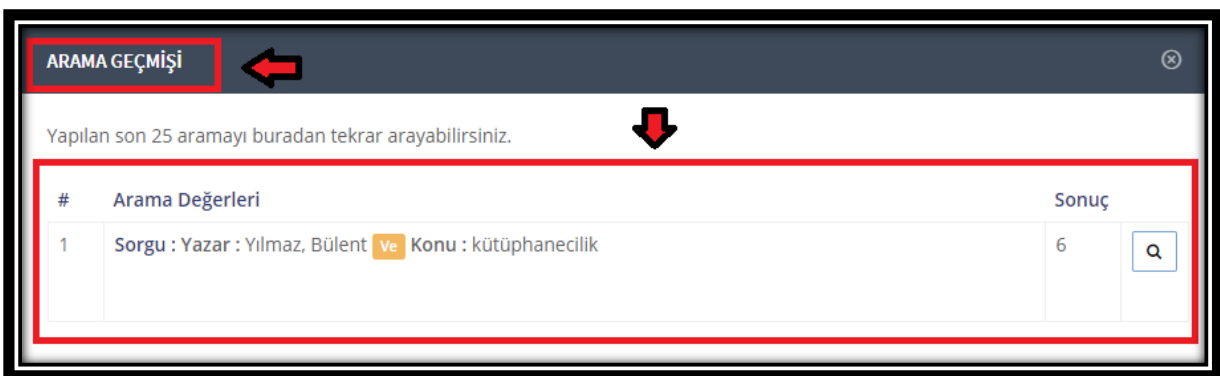 ARAMA GEÇMİŞİ
Yapılan son 25 aramayı buradan tekrar arayabilirsiniz.
# Arama Değerleri Sonuç
1 Sorgu : Yazar : Yılmaz, Bülent Ve Konu : kütüphanecilik 6